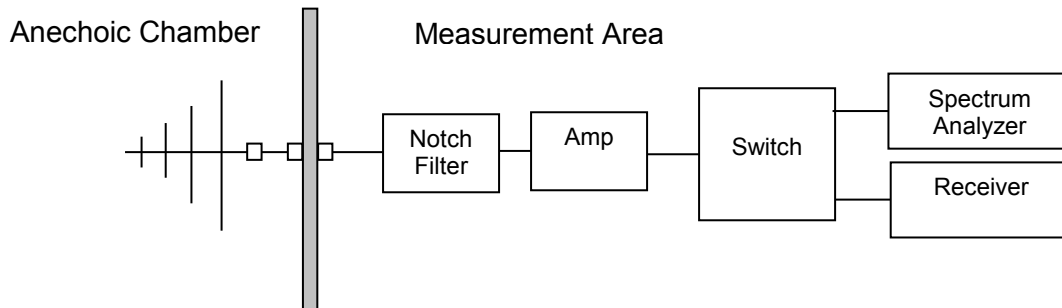 Anechoic Chamber
Measurement Area
Notch
Filter
Amp
Switch
Spectrum
Analyzer
Receiver